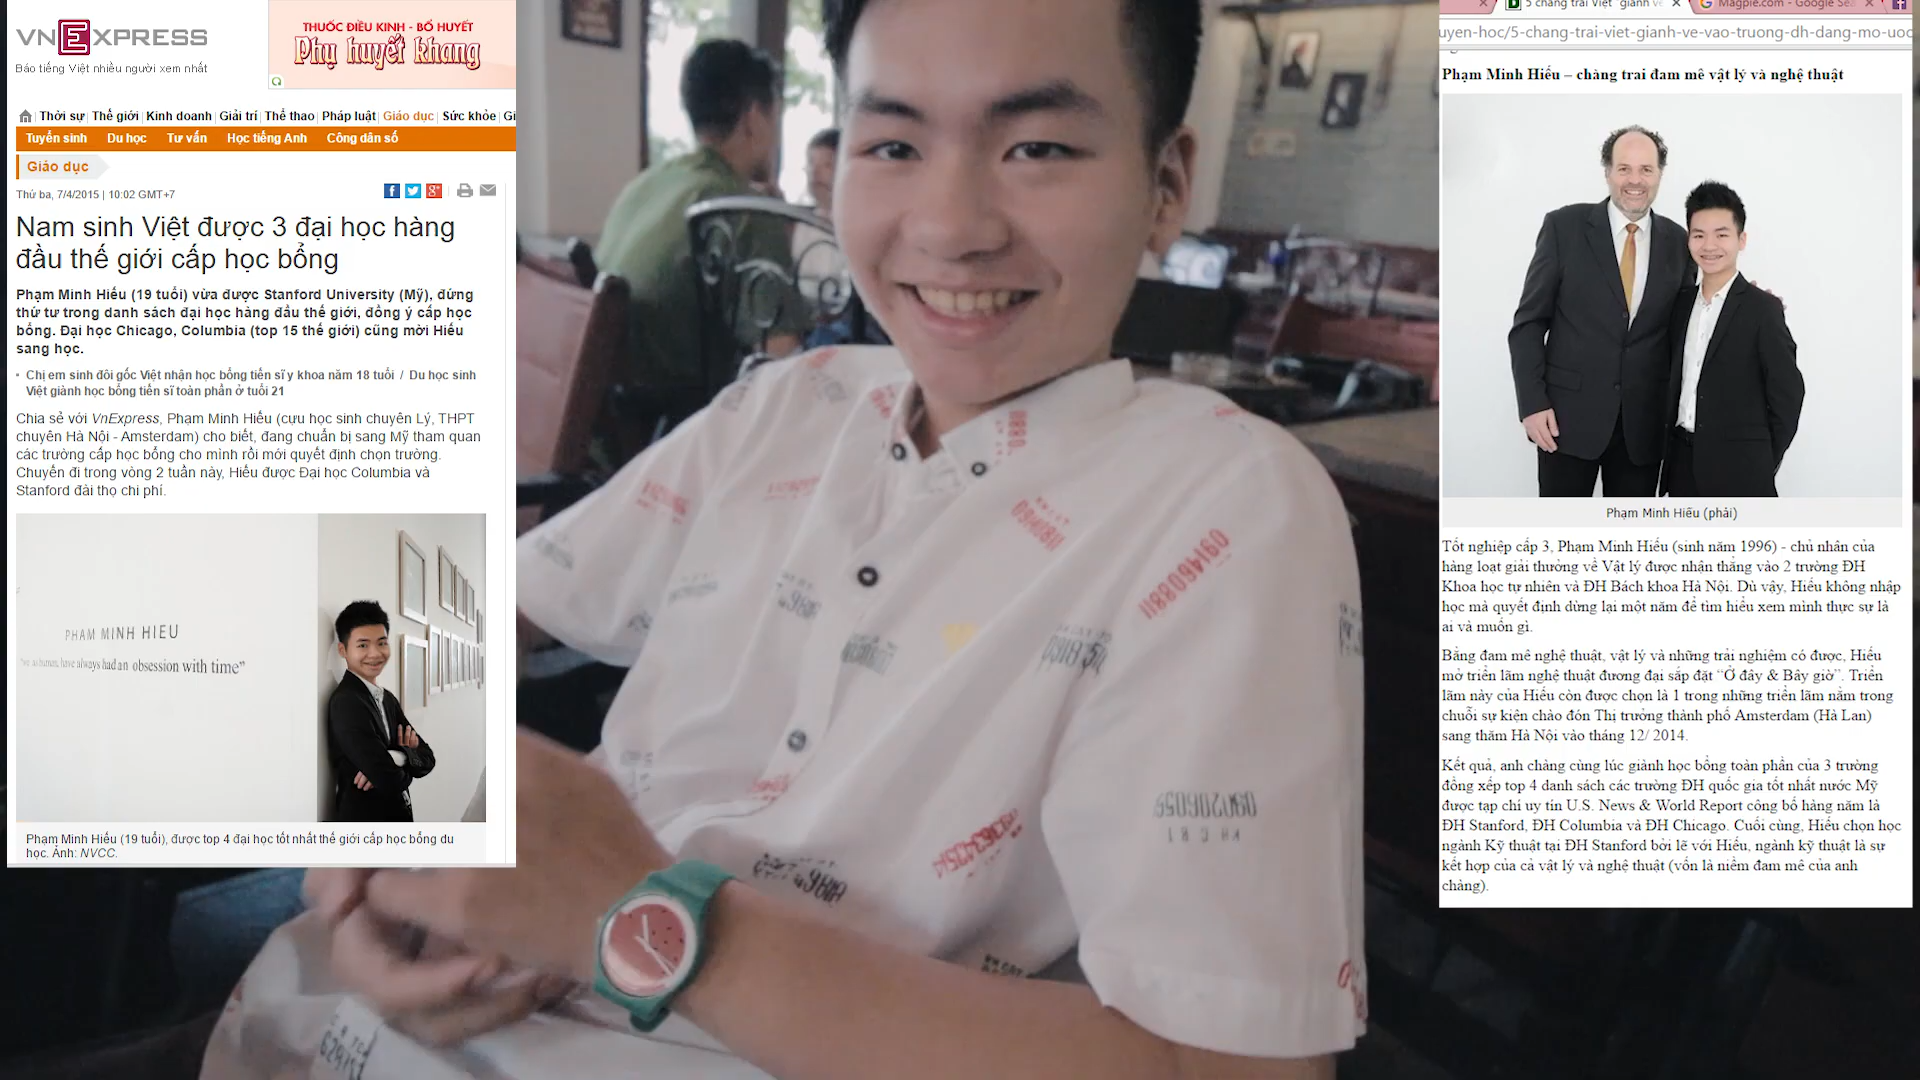 VNEXPRESS
Báo tiếng Việt nhiều người xem nhất
THUỐC ĐIỀU KINH - BỔ HUYẾT
Phụ huyết khang
Thời sự Thế giới Kinh doanh Giải trí Thể thao Pháp luật Giáo dục Sức khỏe Gi
Tuyển sinh Du học Tư vấn Học tiếng Anh Công dân số
Giáo dục
Thứ ba, 7/4/2015 | 10:02 GMT+7
Nam sinh Việt được 3 đại học hàng
đầu thế giới cấp học bổng
Phạm Minh Hiếu (19 tuổi) vừa được Stanford University (Mỹ), đứng
thứ tư trong danh sách đại học hàng đầu thế giới, đồng ý cấp học
bổng. Đại học Chicago, Columbia (top 15 thế giới) cũng mời Hiếu
sang học.
Chị em sinh đôi gốc Việt nhận học bổng tiến sĩ y khoa năm 18 tuổi / Du học sinh
Việt giành học bổng tiến sĩ toàn phần ở tuổi 21
Chia sẻ với VnExpress, Phạm Minh Hiếu (cựu học sinh chuyên Lý, THPT
chuyên Hà Nội - Amsterdam) cho biết, đang chuẩn bị sang Mỹ tham quan
các trường cấp học bổng cho mình rồi mới quyết định chọn trường.
Chuyến đi trong vòng 2 tuần này, Hiếu được Đại học Columbia và
Stanford đài thọ chi phí.
PHAM MINH HIEU
have always had an obsession with time"
Phạm Minh Hiếu (19 tuổi), được top 4 đại học tốt nhất thế giới cấp học bổng du
học. Ảnh: NVCC.
5 chàng trai Việt "giành vé
Magpie.com - Google Sea
uyen-hoc/5-chang-trai-viet-gianh-ve-vao-truong-dh-dang-mo-uoc
Phạm Minh Hiếu – chàng trai đam mê vật lý và nghệ thuật
Phạm Minh Hiếu (phải)
Tốt nghiệp cấp 3, Phạm Minh Hiếu (sinh năm 1996) - chủ nhân của
hàng loạt giải thưởng về Vật lý được nhận thẳng vào 2 trường ĐH
Khoa học tự nhiên và ĐH Bách khoa Hà Nội. Dù vậy, Hiếu không nhập
học mà quyết định dừng lại một năm để tìm hiểu xem mình thực sự là
ai và muốn gì.
Bằng đam mê nghệ thuật, vật lý và những trải nghiệm có được, Hiếu
mở triển lãm nghệ thuật đương đại sắp đặt “Ở đây & Bây giờ”. Triển
lãm này của Hiếu còn được chọn là 1 trong những triển lãm nằm trong
chuỗi sự kiện chào đón Thị trưởng thành phố Amsterdam (Hà Lan)
sang thăm Hà Nội vào tháng 12/ 2014.
Kết quả, anh chàng cùng lúc giành học bổng toàn phần của 3 trường
đồng xếp top 4 danh sách các trường ĐH quốc gia tốt nhất nước Mỹ
được tạp chí uy tín U.S. News & World Report công bố hàng năm là
ĐH Stanford, ĐH Columbia và ĐH Chicago. Cuối cùng, Hiếu chọn học
ngành Kỹ thuật tại ĐH Stanford bởi lẽ với Hiếu, ngành kỹ thuật là sự
kết hợp của cả vật lý và nghệ thuật (vốn là niềm đam mê của anh
chàng).